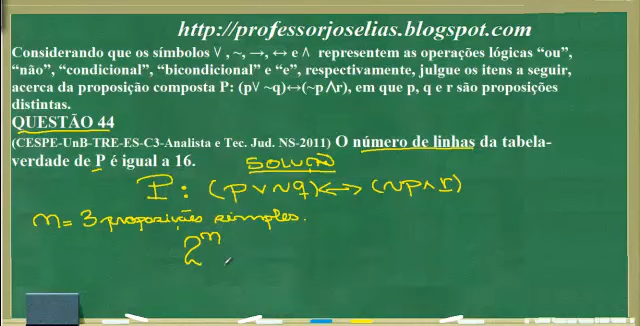 http://professorjoselias.blogspot.com
Considerando que os símbolos ∨ , ~, →, ↔ e ∧ representem as operações lógicas “ou”,
“não”, “condicional”, “bicondicional” e “e”, respectivamente, julgue os itens a seguir,
acerca da proposição composta P: (p∨ ~q)↔(~p∧r), em que p, q e r são proposições
distintas.
QUESTÃO 44
(CESPE-UnB-TRE-ES-C3-Analista e Tec. Jud. NS-2011) O número de linhas da tabela-
verdade de P é igual a 16.
SOLUÇÃO
P: (p∨~q)↔(~p∧r)
n = 3 proposições simples.
2^n